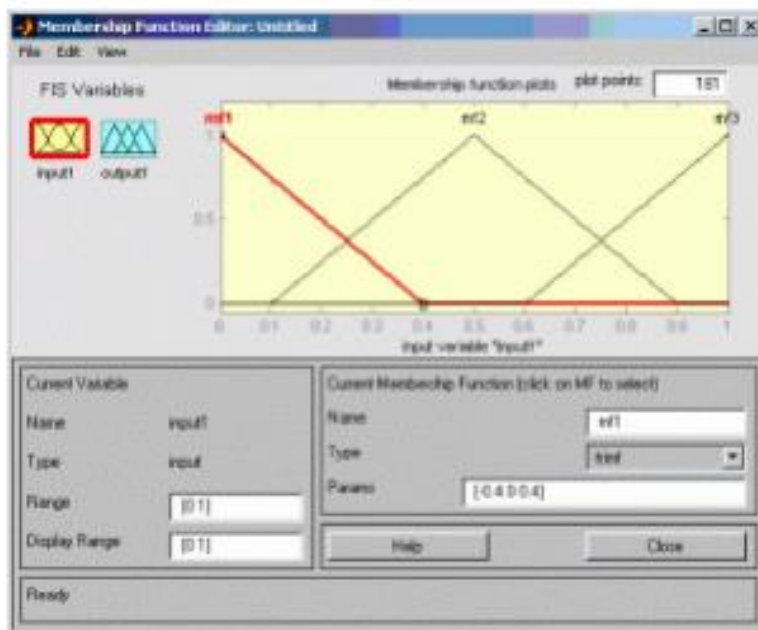 Membership Function Editor: Untitled
File Edit View
FIS Variables
Membership function plots
plot points:
181
mf1
mf2
mf3
1
0.5
0
input1
output1
0 0.1 0.2 0.3 0.4 0.5 0.6 0.7 0.8 0.9 1
input variable "input1"
Current Variable
Name input1
Type input
Range [0 1]
Display Range [0 1]
Current Membership Function (click on MF to select)
Name mf1
Type trimf
Params [-0.4 0 0.4]
Help Close
Ready